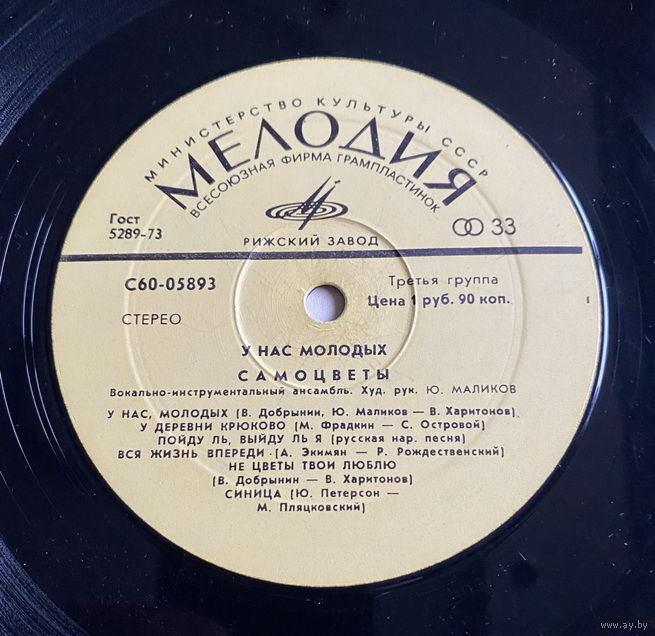 МИНИСТЕРСТВО КУЛЬТУРЫ СССР
МЕЛОДИЯ
ВСЕСОЮЗНАЯ ФИРМА ГРАМПЛАСТИНОК
Гост
5289-73
33
РИЖСКИЙ ЗАВОД
С60-05893
Третья группа
Цена 1 руб. 90 коп.
СТЕРЕО
У НАС МОЛОДЫХ
САМОЦВЕТЫ
Вокально-инструментальный ансамбль. Худ. рук. Ю. МАЛИКОВ
У НАС, МОЛОДЫХ (В. Добрынин, Ю. Маликов — В. Харитонов).
У ДЕРЕВНИ КРЮКОВО (М. Фрадкин — С. Островой)
ПОЙДУ ЛЬ, ВЫЙДУ ЛЬ Я (русская нар. песня)
ВСЯ ЖИЗНЬ ВПЕРЕДИ (А. Экимян — Р. Рождественский)
НЕ ЦВЕТЫ ТВОИ ЛЮБЛЮ
(В. Добрынин — В. Харитонов)
СИНИЦА (Ю. Петерсон —
М. Пляцковский)
www.ay.by